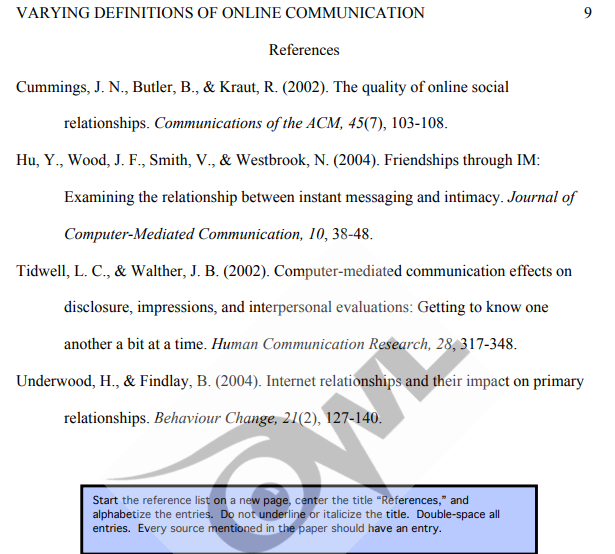 VARYING DEFINITIONS OF ONLINE COMMUNICATION 9
References
Cummings, J. N., Butler, B., & Kraut, R. (2002). The quality of online social
relationships. Communications of the ACM, 45(7), 103-108.
Hu, Y., Wood, J. F., Smith, V., & Westbrook, N. (2004). Friendships through IM:
Examining the relationship between instant messaging and intimacy. Journal of
Computer-Mediated Communication, 10, 38-48.
Tidwell, L. C., & Walther, J. B. (2002). Computer-mediated communication effects on
disclosure, impressions, and interpersonal evaluations: Getting to know one
another a bit at a time. Human Communication Research, 28, 317-348.
Underwood, H., & Findlay, B. (2004). Internet relationships and their impact on primary
relationships. Behaviour Change, 21(2), 127-140.
OWL
Start the reference list on a new page, center the title “References,” and
alphabetize the entries. Do not underline or italicize the title. Double-space all
entries. Every source mentioned in the paper should have an entry.